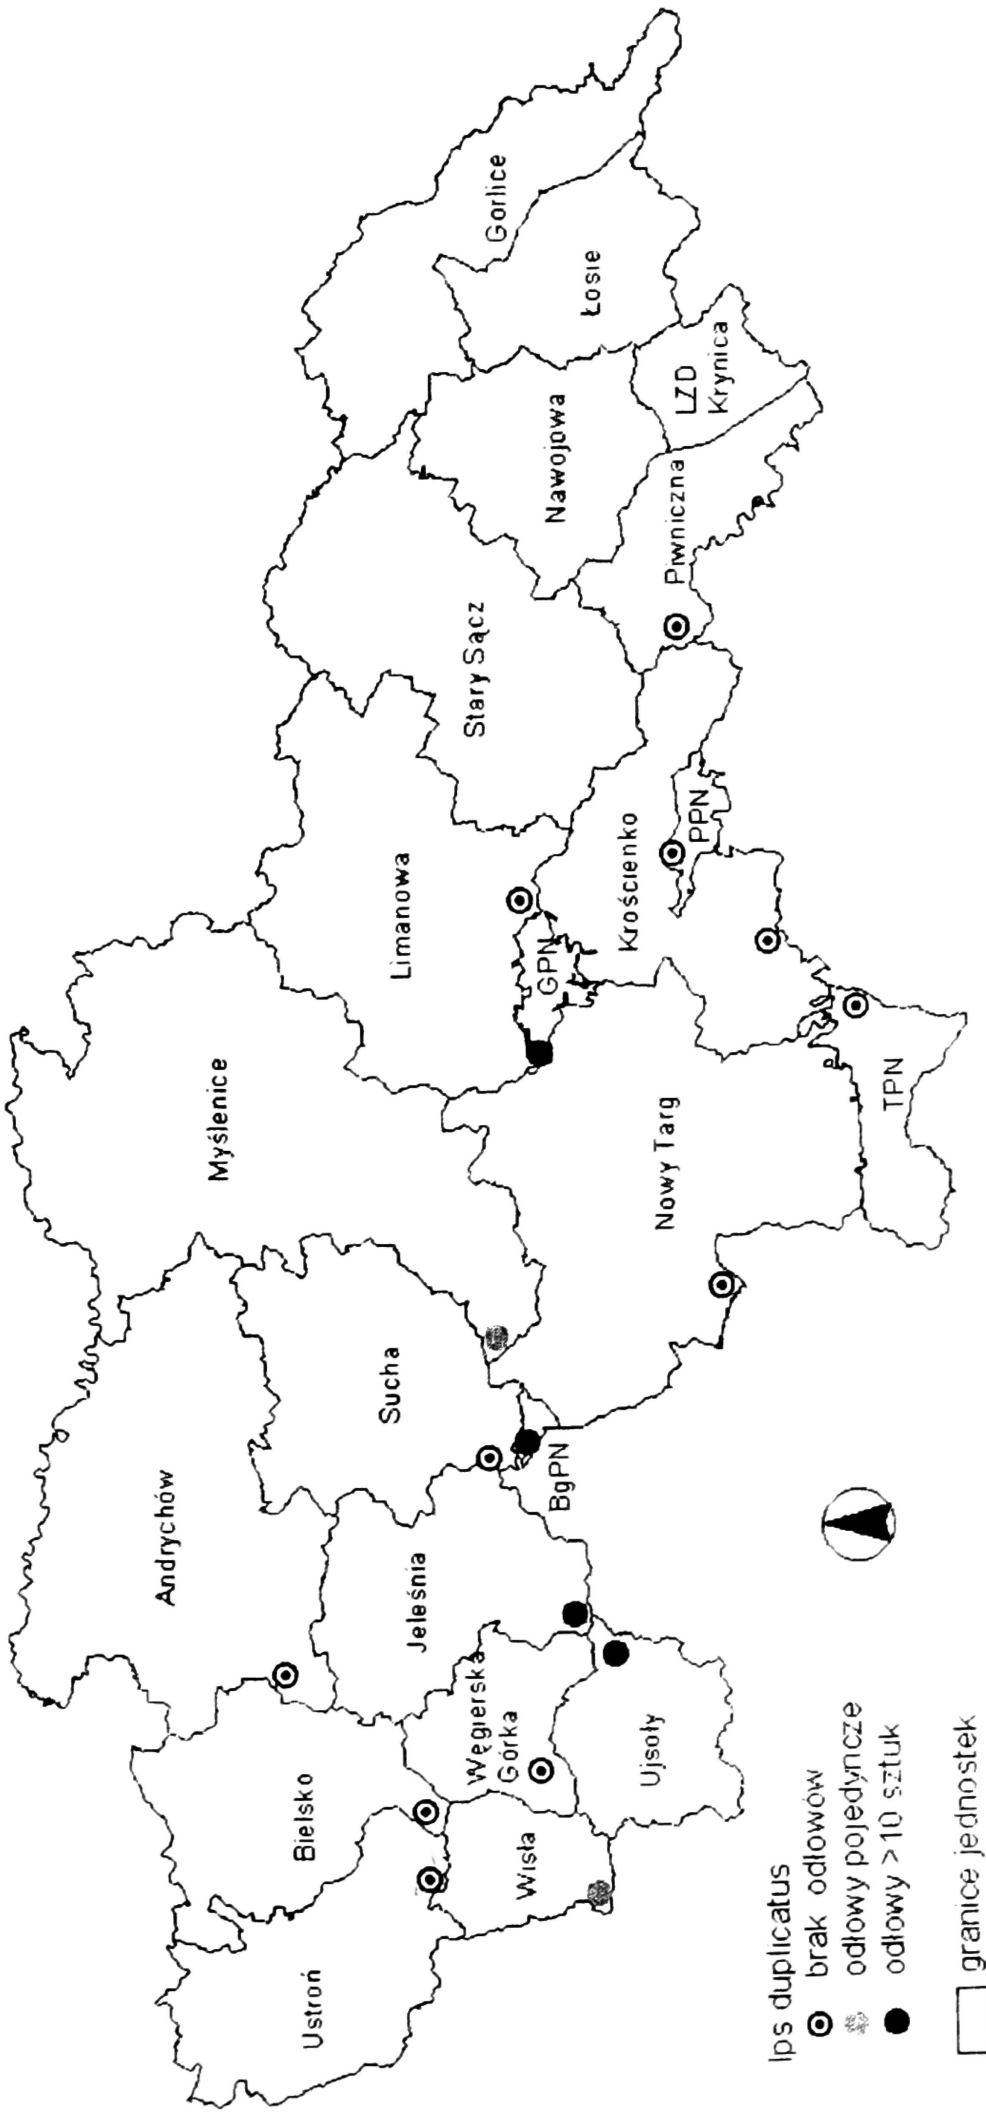 Ustroń
Bielsko
Andrychów
Myślenice
Wisła
Węgierska
Górka
Jeleśnia
Sucha
Limanowa
Stary Sącz
Gorlice
Ujsoły
BgPN
Nowy Targ
GPN
Krościenko
Nawojowa
Łosie
TPN
PPN
Piwniczna
LZD
Krynica
Ips duplicatus
brak odłowów
odłowy pojedyncze
odłowy >10 sztuk
granice jednostek